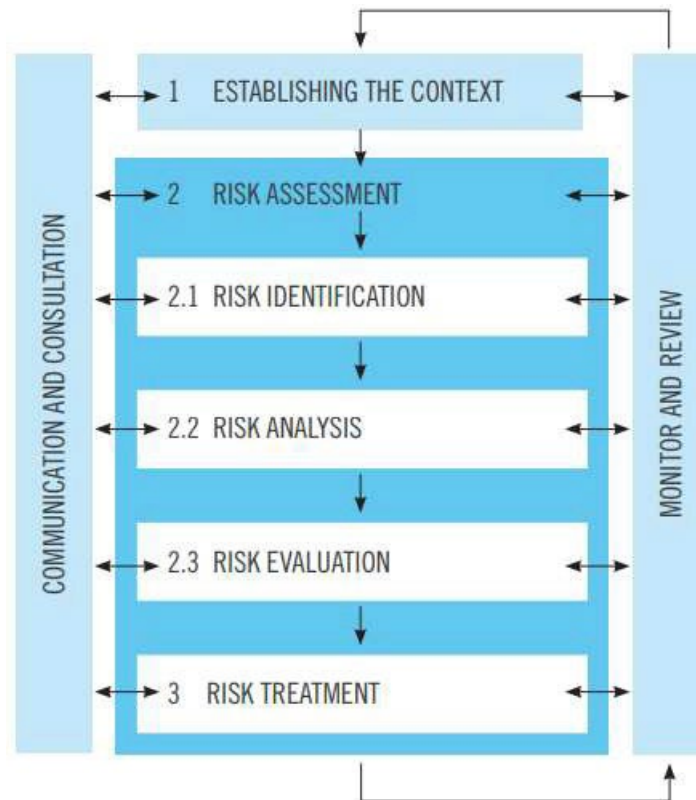 1 ESTABLISHING THE CONTEXT
2 RISK ASSESSMENT
2.1 RISK IDENTIFICATION
2.2 RISK ANALYSIS
2.3 RISK EVALUATION
3 RISK TREATMENT
COMMUNICATION AND CONSULTATION
MONITOR AND REVIEW